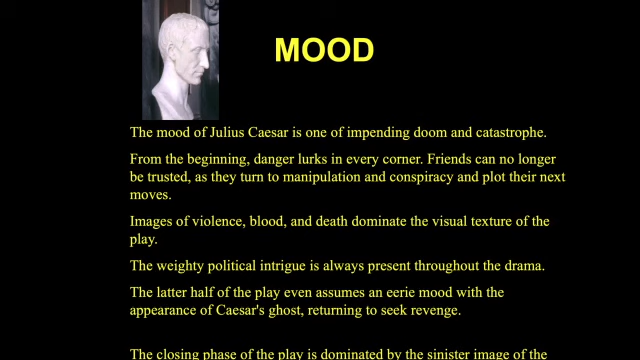 MOOD
The mood of Julius Caesar is one of impending doom and catastrophe.
From the beginning, danger lurks in every corner. Friends can no longer
be trusted, as they turn to manipulation and conspiracy and plot their next
moves.
Images of violence, blood, and death dominate the visual texture of the
play.
The weighty political intrigue is always present throughout the drama.
The latter half of the play even assumes an eerie mood with the
appearance of Caesar's ghost, returning to seek revenge.
The closing phase of the play is dominated by the sinister image of the